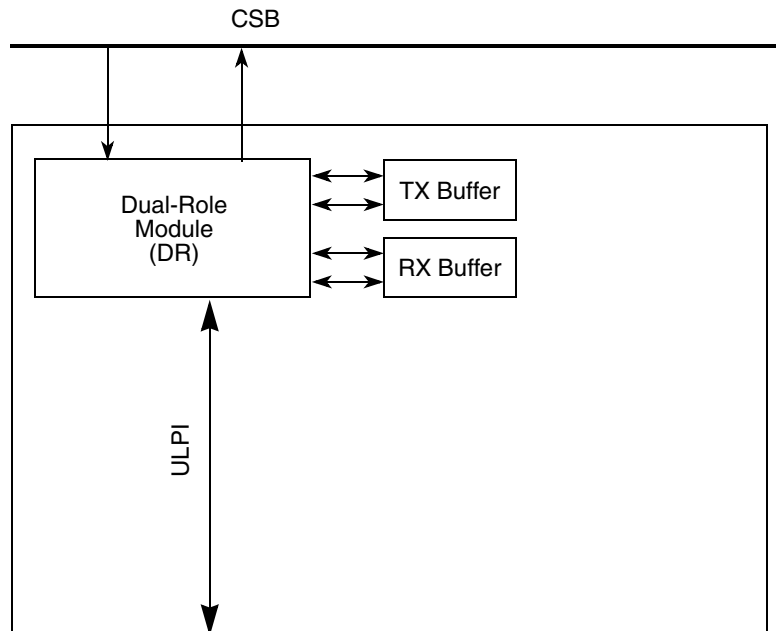 CSB
Dual-Role
Module
(DR)
TX Buffer
RX Buffer
ULPI